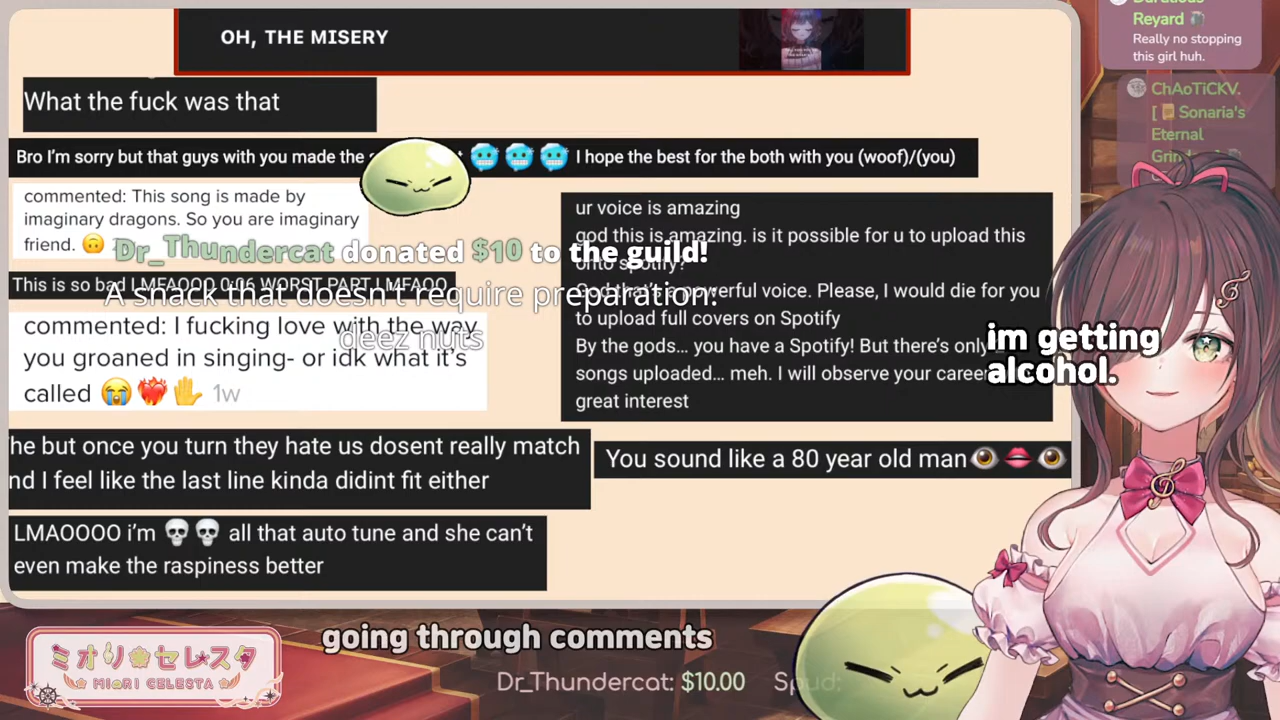 OH, THE MISERY
What the fuck was that
Bro I'm sorry but that guys with you made the 🥶 🥶 🥶 I hope the best for the both with you (woof)/(you)
commented: This song is made by
imaginary dragons. So you are imaginary
friend. 🙃
Dr_Thundercat donated $10 to the guild!
This is so bad LMFAOOO 0:06 WORST PART LMFAOO
A snack that doesn't require preparation:
deez nuts
commented: I fucking love with the way
you groaned in singing- or idk what it's
called 😭 ❤️‍🔥 ✋ 1w
ur voice is amazing
god this is amazing. is it possible for u to upload this
onto spotify?
God that's a powerful voice. Please, I would die for you
to upload full covers on Spotify
By the gods... you have a Spotify! But there's only
songs uploaded... meh. I will observe your career
great interest
he but once you turn they hate us dosent really match
nd I feel like the last line kinda didint fit either
You sound like a 80 year old man👁️👄👁️
LMAOOOO i'm 💀 💀 all that auto tune and she can't
even make the raspiness better
going through comments
Dr_Thundercat: $10.00 Spud:
ミオリ セレスタ
MIORI CELESTA
Reyard
Really no stopping
this girl huh.
ChAoTiCKV.
[ Sonaria's
Eternal
im getting
alcohol.